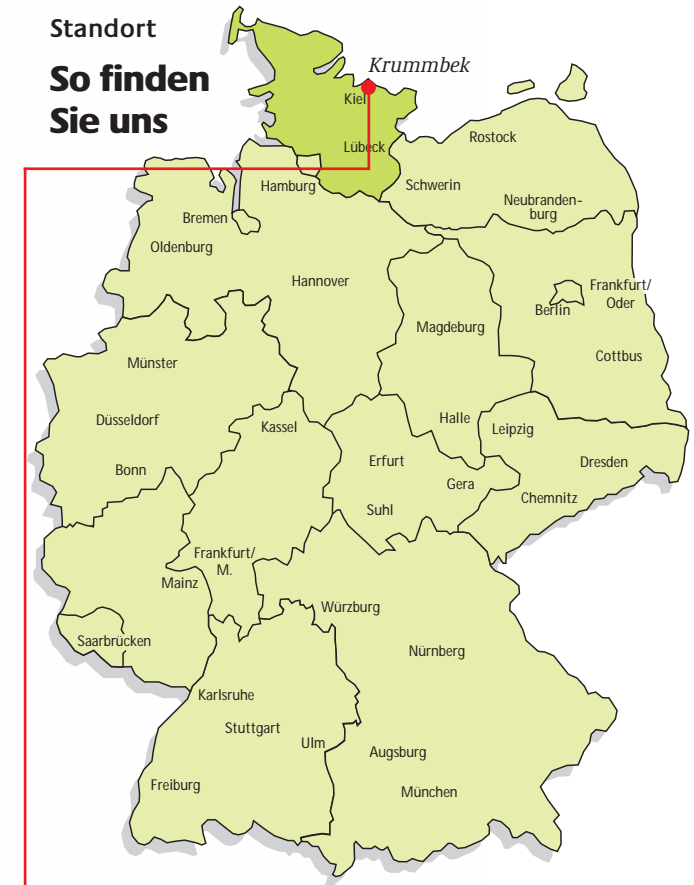 Standort
So finden
Sie uns
Krummbek
Kiel
Lübeck
Rostock
Hamburg
Schwerin
Neubranden-
burg
Bremen
Oldenburg
Hannover
Frankfurt/
Oder
Berlin
Magdeburg
Cottbus
Münster
Düsseldorf
Kassel
Halle
Leipzig
Bonn
Erfurt
Dresden
Gera
Chemnitz
Suhl
Frankfurt/
M.
Mainz
Würzburg
Saarbrücken
Nürnberg
Karlsruhe
Stuttgart
Ulm
Augsburg
Freiburg
München